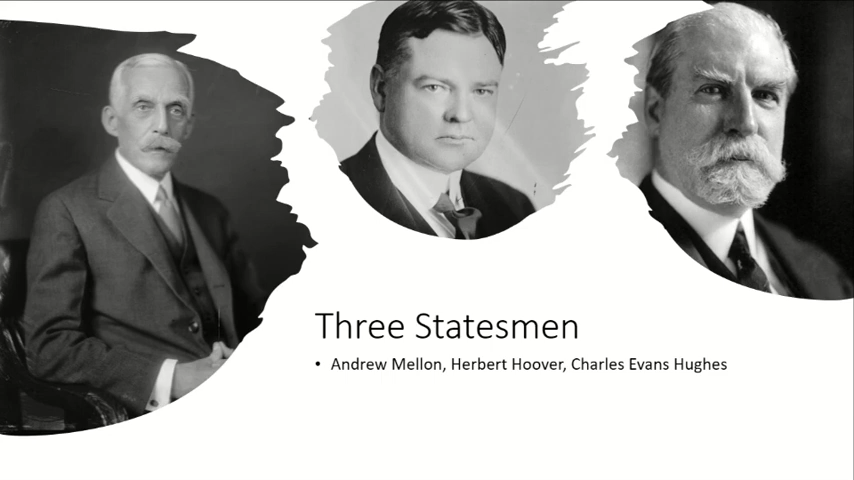 Three Statesmen
• Andrew Mellon, Herbert Hoover, Charles Evans Hughes